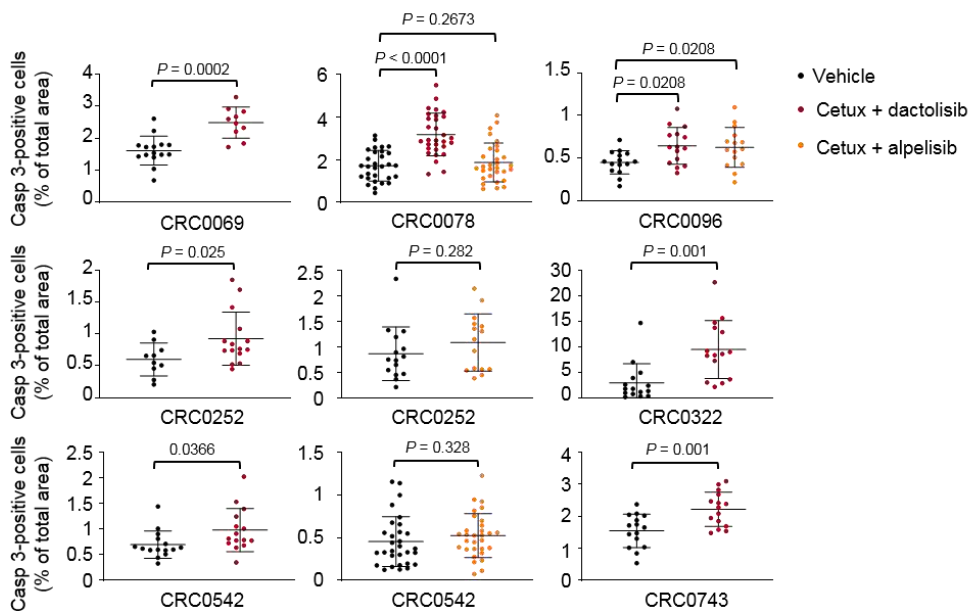 P = 0.2673
P = 0.0002
P < 0.0001
P = 0.0208
P = 0.0208
Vehicle
Cetux + dactolisib
Cetux + alpelisib
Casp 3-positive cells
(% of total area)
4
3
2
1
0
CRC0069
6
4
2
0
CRC0078
1.5
1
0.5
0
CRC0096
P = 0.025
P = 0.282
P = 0.001
Casp 3-positive cells
(% of total area)
2
1.5
1
0.5
0
CRC0252
2.5
2
1.5
1
0.5
0
CRC0252
30
20
15
10
5
0
CRC0322
0.0366
P = 0.328
P = 0.001
Casp 3-positive cells
(% of total area)
2.5
2
1.5
1
0.5
0
CRC0542
1.5
1
0.5
0
CRC0542
4
3
2
1
0
CRC0743